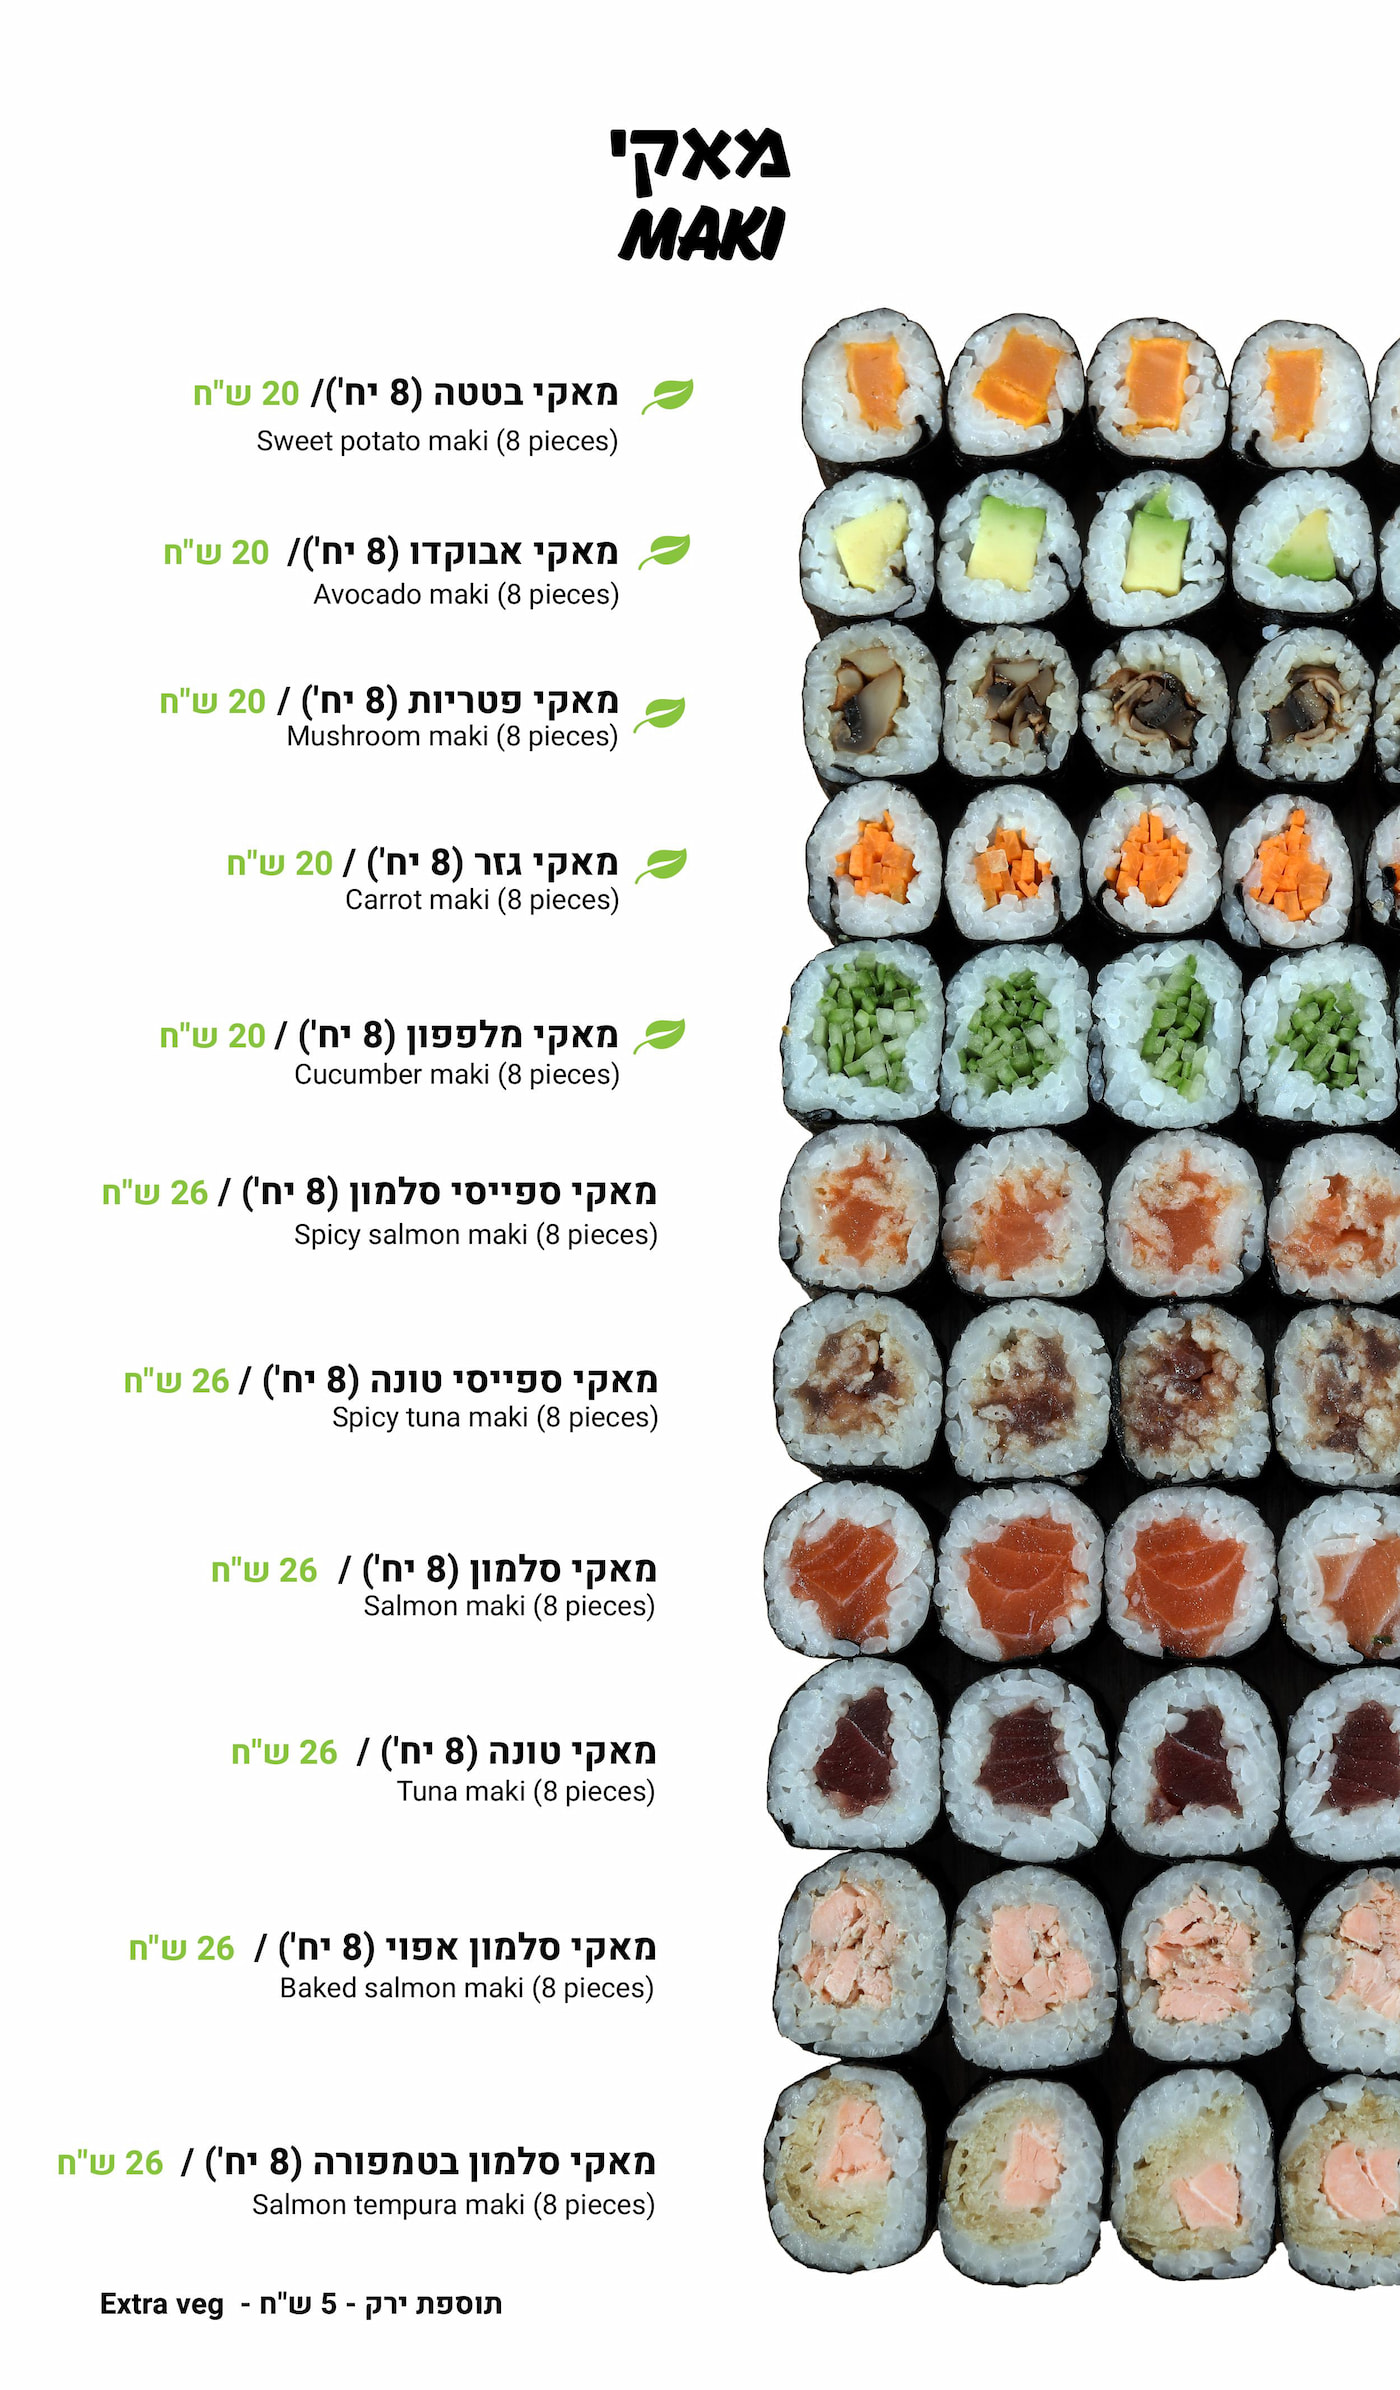 מאקי
MAKI
מאקי בטטה (8 יח')/ 20 ש"ח
Sweet potato maki (8 pieces)
מאקי אבוקדו (8 יח')/ 20 ש"ח
Avocado maki (8 pieces)
מאקי פטריות (8 יח') / 20 ש"ח
Mushroom maki (8 pieces)
מאקי גזר (8 יח') / 20 ש"ח
Carrot maki (8 pieces)
מאקי מלפפון (8 יח') / 20 ש"ח
Cucumber maki (8 pieces)
מאקי ספייסי סלמון (8 יח') / 26 ש"ח
Spicy salmon maki (8 pieces)
מאקי ספייסי טונה (8 יח') / 26 ש"ח
Spicy tuna maki (8 pieces)
מאקי סלמון (8 יח') / 26 ש"ח
Salmon maki (8 pieces)
מאקי טונה (8 יח') / 26 ש"ח
Tuna maki (8 pieces)
מאקי סלמון אפוי (8 יח') / 26 ש"ח
Baked salmon maki (8 pieces)
מאקי סלמון בטמפורה (8 יח') / 26 ש"ח
Salmon tempura maki (8 pieces)
תוספת ירק - 5 ש"ח - Extra veg